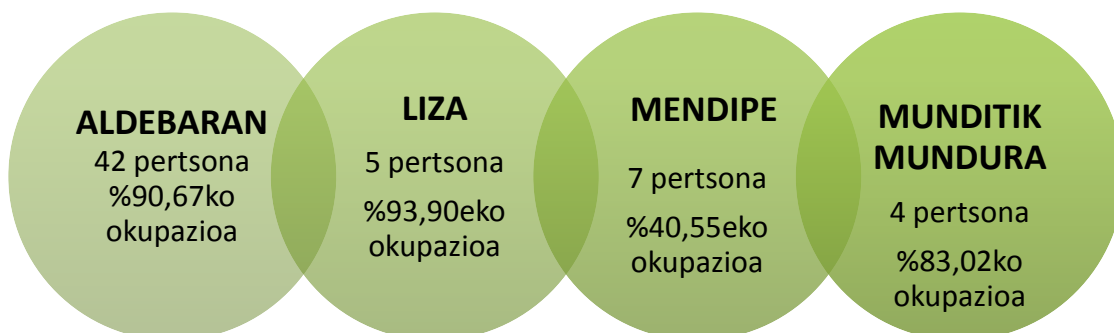 ALDEBARAN
42 pertsona
%90,67ko
okupazioa
LIZA
5 pertsona
%93,90eko
okupazioa
MENDIPE
7 pertsona
%40,55eko
okupazioa
MUNDITIK
MUNDURA
4 pertsona
%83,02ko
okupazioa